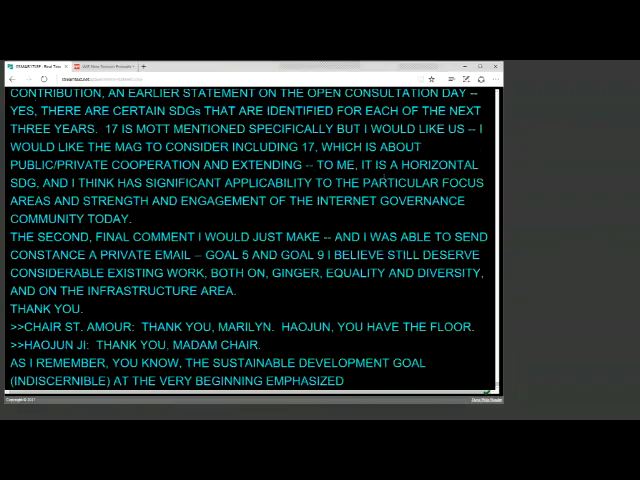 streamtext.net
CONTRIBUTION, AN EARLIER STATEMENT ON THE OPEN CONSULTATION DAY --
YES, THERE ARE CERTAIN SDGs THAT ARE IDENTIFIED FOR EACH OF THE NEXT
THREE YEARS.  17 IS MOTT MENTIONED SPECIFICALLY BUT I WOULD LIKE US -- I
WOULD LIKE THE MAG TO CONSIDER INCLUDING 17, WHICH IS ABOUT
PUBLIC/PRIVATE COOPERATION AND EXTENDING -- TO ME, IT IS A HORIZONTAL
SDG, AND I THINK HAS SIGNIFICANT APPLICABILITY TO THE PARTICULAR FOCUS
AREAS AND STRENGTH AND ENGAGEMENT OF THE INTERNET GOVERNANCE
COMMUNITY TODAY.
THE SECOND, FINAL COMMENT I WOULD JUST MAKE -- AND I WAS ABLE TO SEND
CONSTANCE A PRIVATE EMAIL -- GOAL 5 AND GOAL 9 I BELIEVE STILL DESERVE
CONSIDERABLE EXISTING WORK, BOTH ON, GINGER, EQUALITY AND DIVERSITY,
AND ON THE INFRASTRUCTURE AREA.
THANK YOU.
>>CHAIR ST. AMOUR:  THANK YOU, MARILYN.  HAOJUN, YOU HAVE THE FLOOR.
>>HAOJUN JI:  THANK YOU, MADAM CHAIR.
AS I REMEMBER, YOU KNOW, THE SUSTAINABLE DEVELOPMENT GOAL
(INDISCERNIBLE) AT THE VERY BEGINNING EMPHASIZED